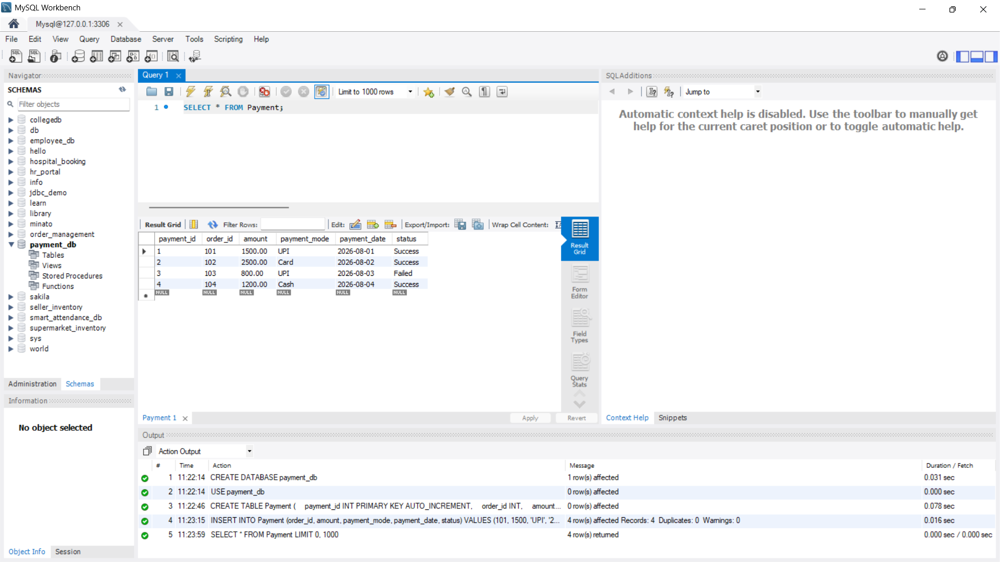 MySQL Workbench
Mysql@127.0.0.1:3306
File Edit View Query Database Server Tools Scripting Help
Navigator
SCHEMAS
Filter objects
collegedb
db
employee_db
hello
hospital_booking
hr_portal
info
jdbc_demo
learn
library
minato
order_management
payment_db
Tables
Views
Stored Procedures
Functions
sakila
seller_inventory
smart_attendance_db
supermarket_inventory
sys
world
Administration Schemas
Information
No object selected
Object Info Session
Query 1
Limit to 1000 rows
1 SELECT * FROM Payment;
Result Grid Filter Rows: Edit: Export/Import: Wrap Cell Content:
payment_id order_id amount payment_mode payment_date status
1 101 1500.00 UPI 2026-08-01 Success
2 102 2500.00 Card 2026-08-02 Success
3 103 800.00 UPI 2026-08-03 Failed
4 104 1200.00 Cash 2026-08-04 Success
NULL NULL NULL NULL NULL NULL
Result
Grid
Form
Editor
Field
Types
Query
Stats
Payment 1
Apply Revert
SQLAdditions
Jump to
Automatic context help is disabled. Use the toolbar to manually get
help for the current caret position or to toggle automatic help.
Context Help Snippets
Output
Action Output
# Time Action Message Duration / Fetch
1 11:22:14 CREATE DATABASE payment_db 1 row(s) affected 0.031 sec
2 11:22:14 USE payment_db 0 row(s) affected 0.000 sec
3 11:22:46 CREATE TABLE Payment ( payment_id INT PRIMARY KEY AUTO_INCREMENT, order_id INT, amount... 0 row(s) affected 0.078 sec
4 11:23:15 INSERT INTO Payment (order_id, amount, payment_mode, payment_date, status) VALUES (101, 1500, 'UPI', '2... 4 row(s) affected Records: 4 Duplicates: 0 Warnings: 0 0.016 sec
5 11:23:59 SELECT * FROM Payment LIMIT 0, 1000 4 row(s) returned 0.000 sec / 0.000 sec